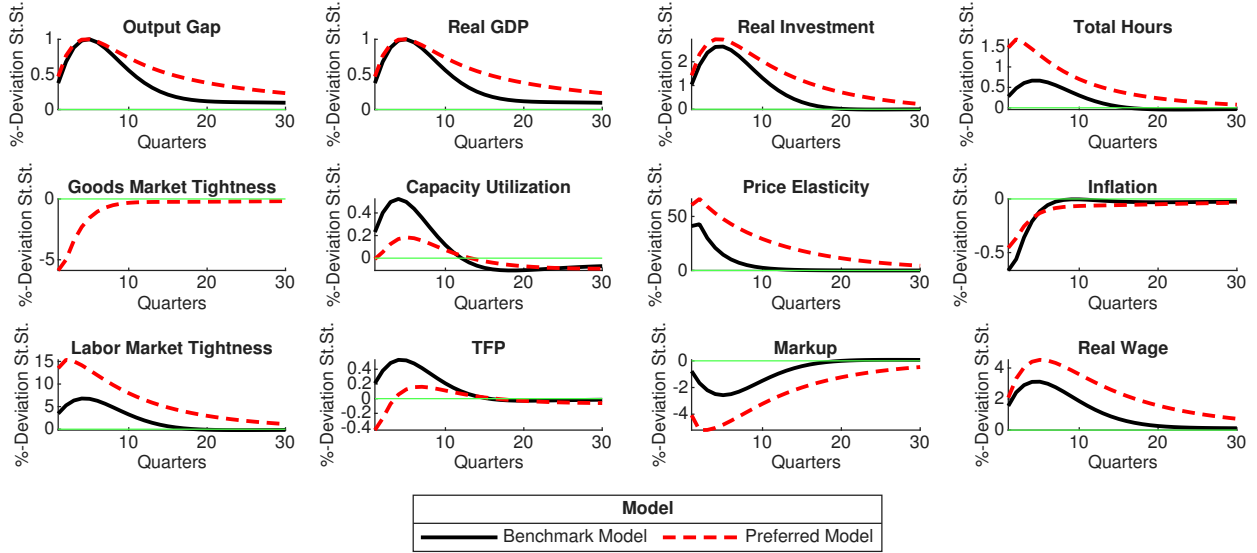 Output Gap
%-Deviation St.St.
1
0.5
0
10
20
30
Quarters
Real GDP
%-Deviation St.St.
1
0.5
0
10
20
30
Quarters
Real Investment
%-Deviation St.St.
2
1
0
10
20
30
Quarters
Total Hours
%-Deviation St.St.
1.5
1
0.5
0
10
20
30
Quarters
Goods Market Tightness
%-Deviation St.St.
0
-5
10
20
30
Quarters
Capacity Utilization
%-Deviation St.St.
0.4
0.2
0
10
20
30
Quarters
Price Elasticity
%-Deviation St.St.
50
0
10
20
30
Quarters
Inflation
%-Deviation St.St.
0
-0.5
10
20
30
Quarters
Labor Market Tightness
%-Deviation St.St.
15
10
5
0
10
20
30
Quarters
TFP
%-Deviation St.St.
0.4
0.2
0
-0.2
-0.4
10
20
30
Quarters
Markup
%-Deviation St.St.
0
-2
-4
10
20
30
Quarters
Real Wage
%-Deviation St.St.
4
2
0
10
20
30
Quarters
Model
Benchmark Model
Preferred Model